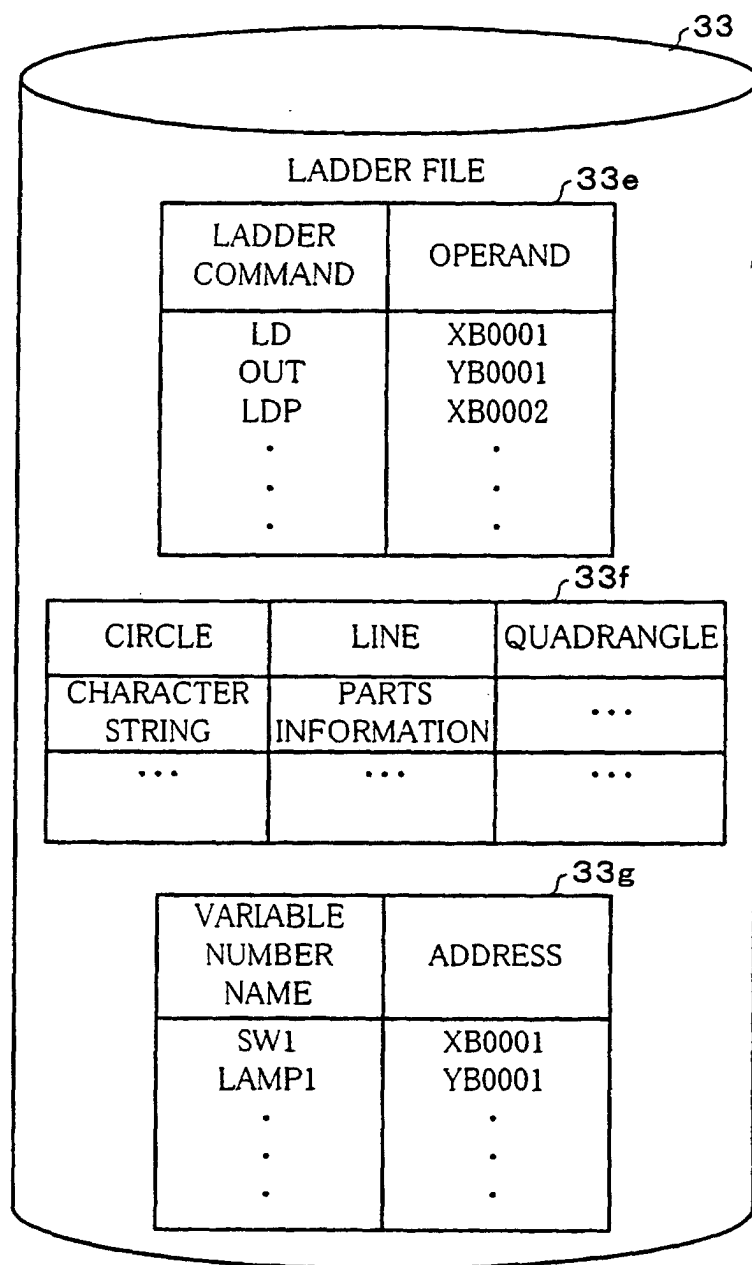 33
LADDER FILE
33e
LADDER COMMAND OPERAND
LD XB0001
OUT YB0001
LDP XB0002
. .
. .
. .
33f
CIRCLE LINE QUADRANGLE
CHARACTER STRING PARTS INFORMATION ...
... ... ...
33g
VARIABLE NUMBER NAME ADDRESS
SW1 XB0001
LAMP1 YB0001
. .
. .
. .